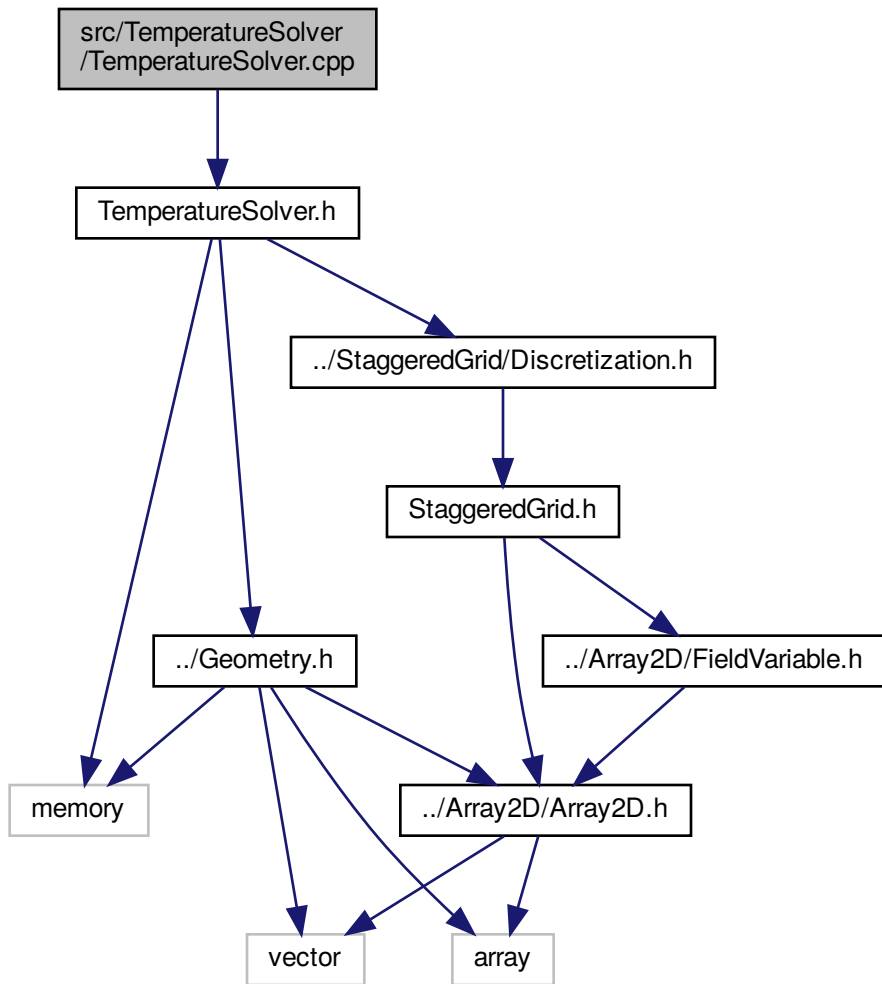 src/TemperatureSolver
/TemperatureSolver.cpp
TemperatureSolver.h
../StaggeredGrid/Discretization.h
StaggeredGrid.h
../Geometry.h
../Array2D/FieldVariable.h
memory
../Array2D/Array2D.h
vector
array